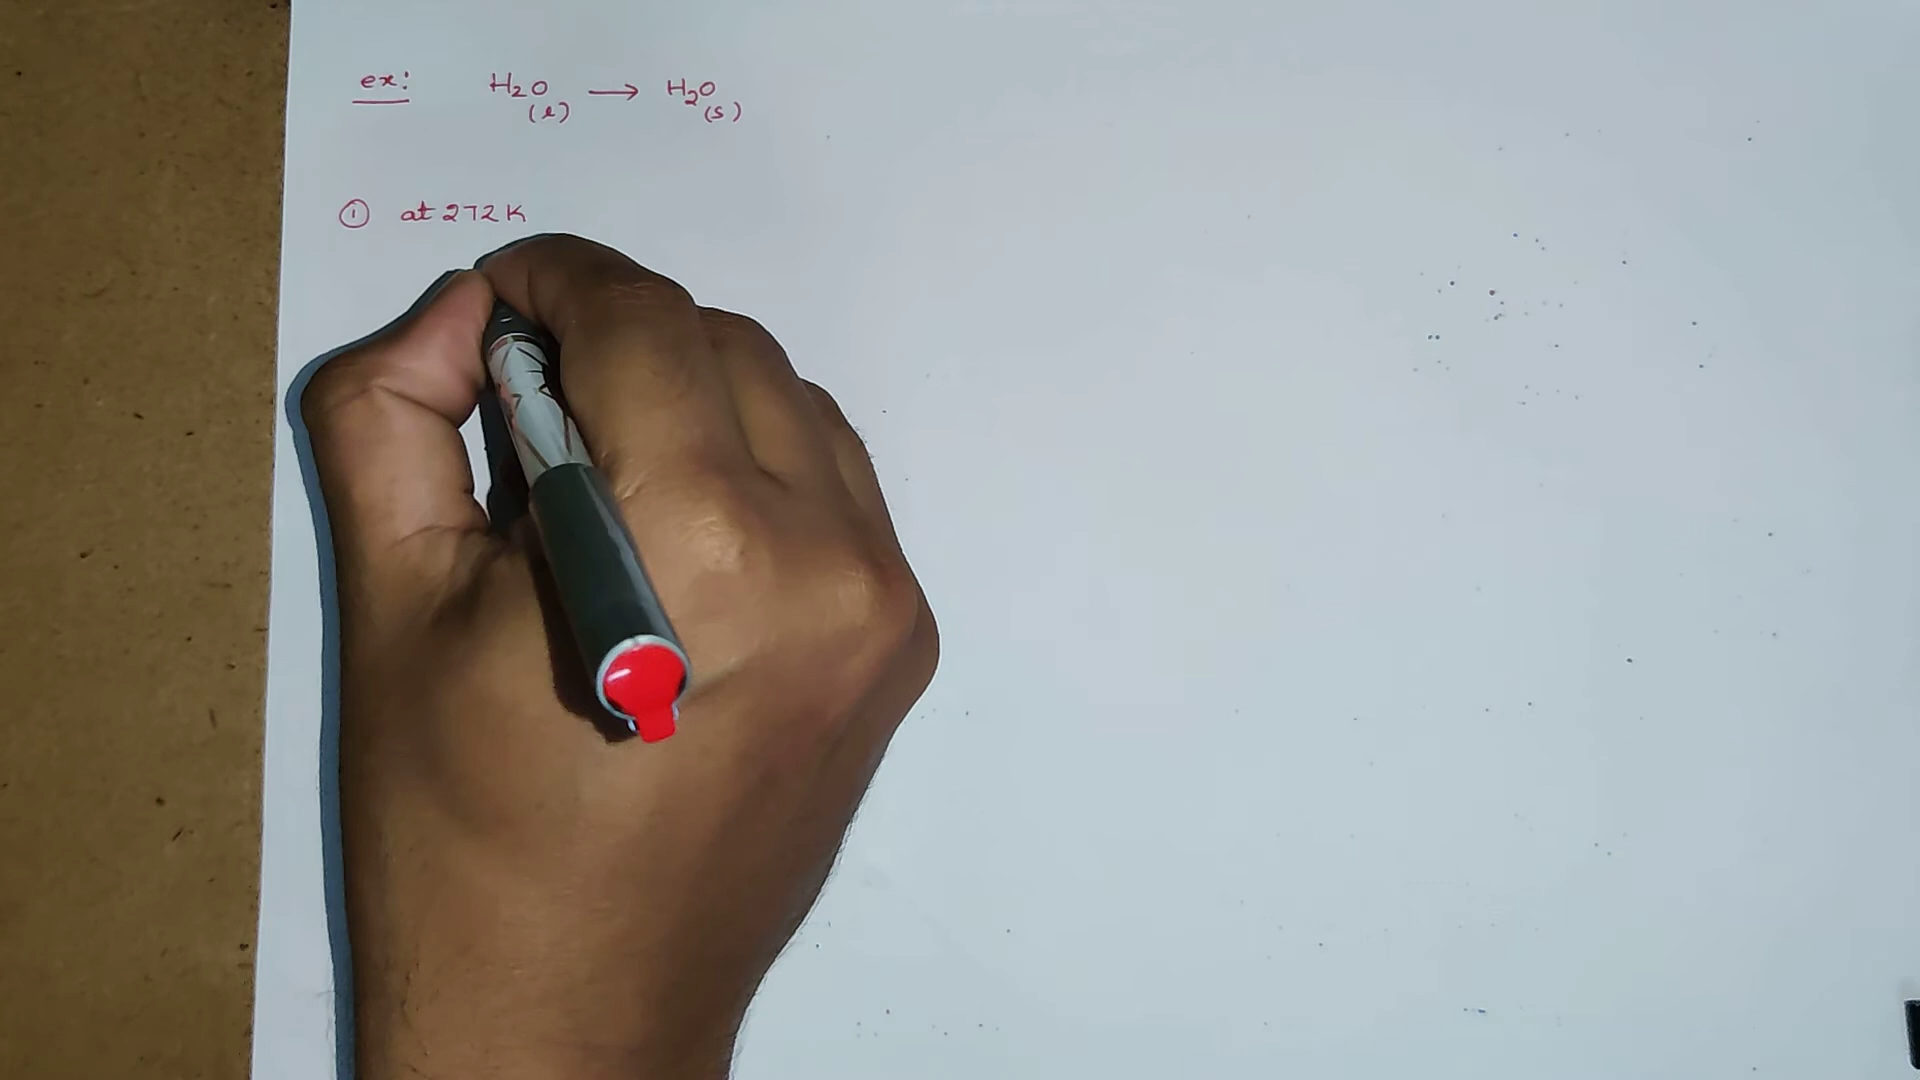 ex: H₂O(l) → H₂O(s)
① at 272 K